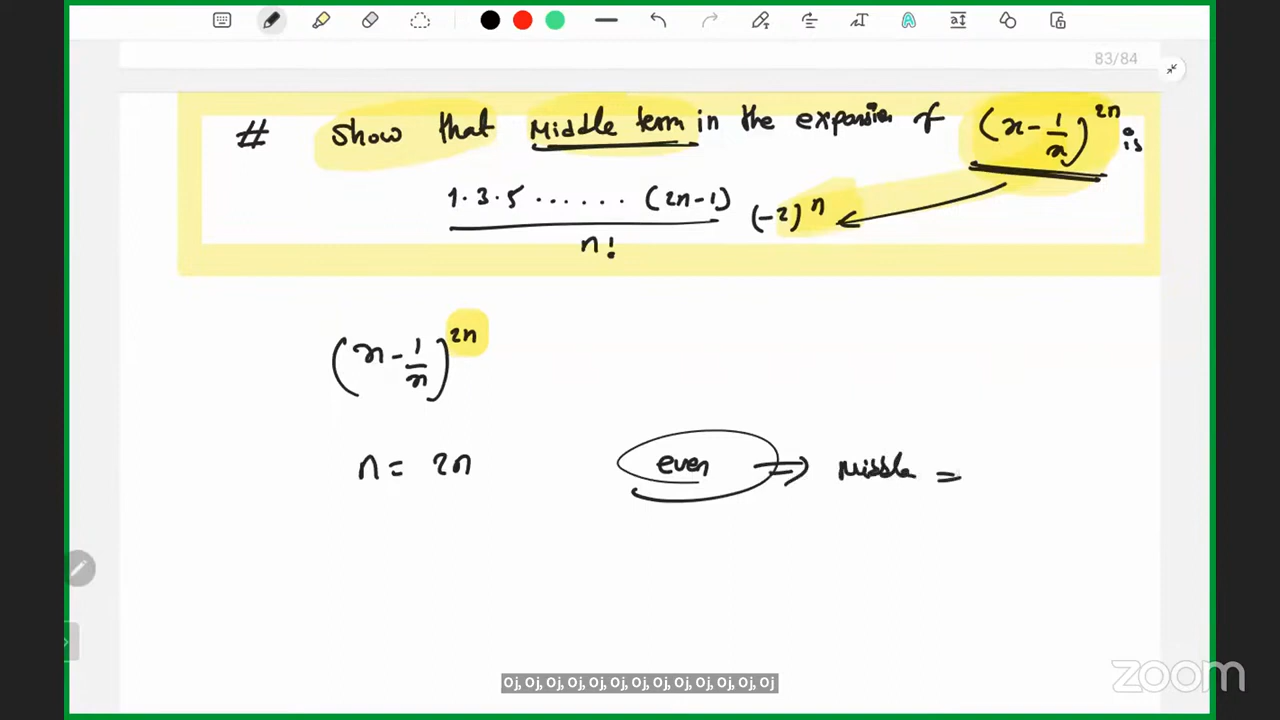 83/84
# Show that Middle term in the expansion of (x - 1/x)^2n is
1·3·5 ...... (2n-1) / n! (-2)^n
(x - 1/x)^2n
n = 2n even ⇒ Middle =
oj, oj, oj, oj, oj, oj, oj, oj, oj, oj, oj, oj, oj
zoom